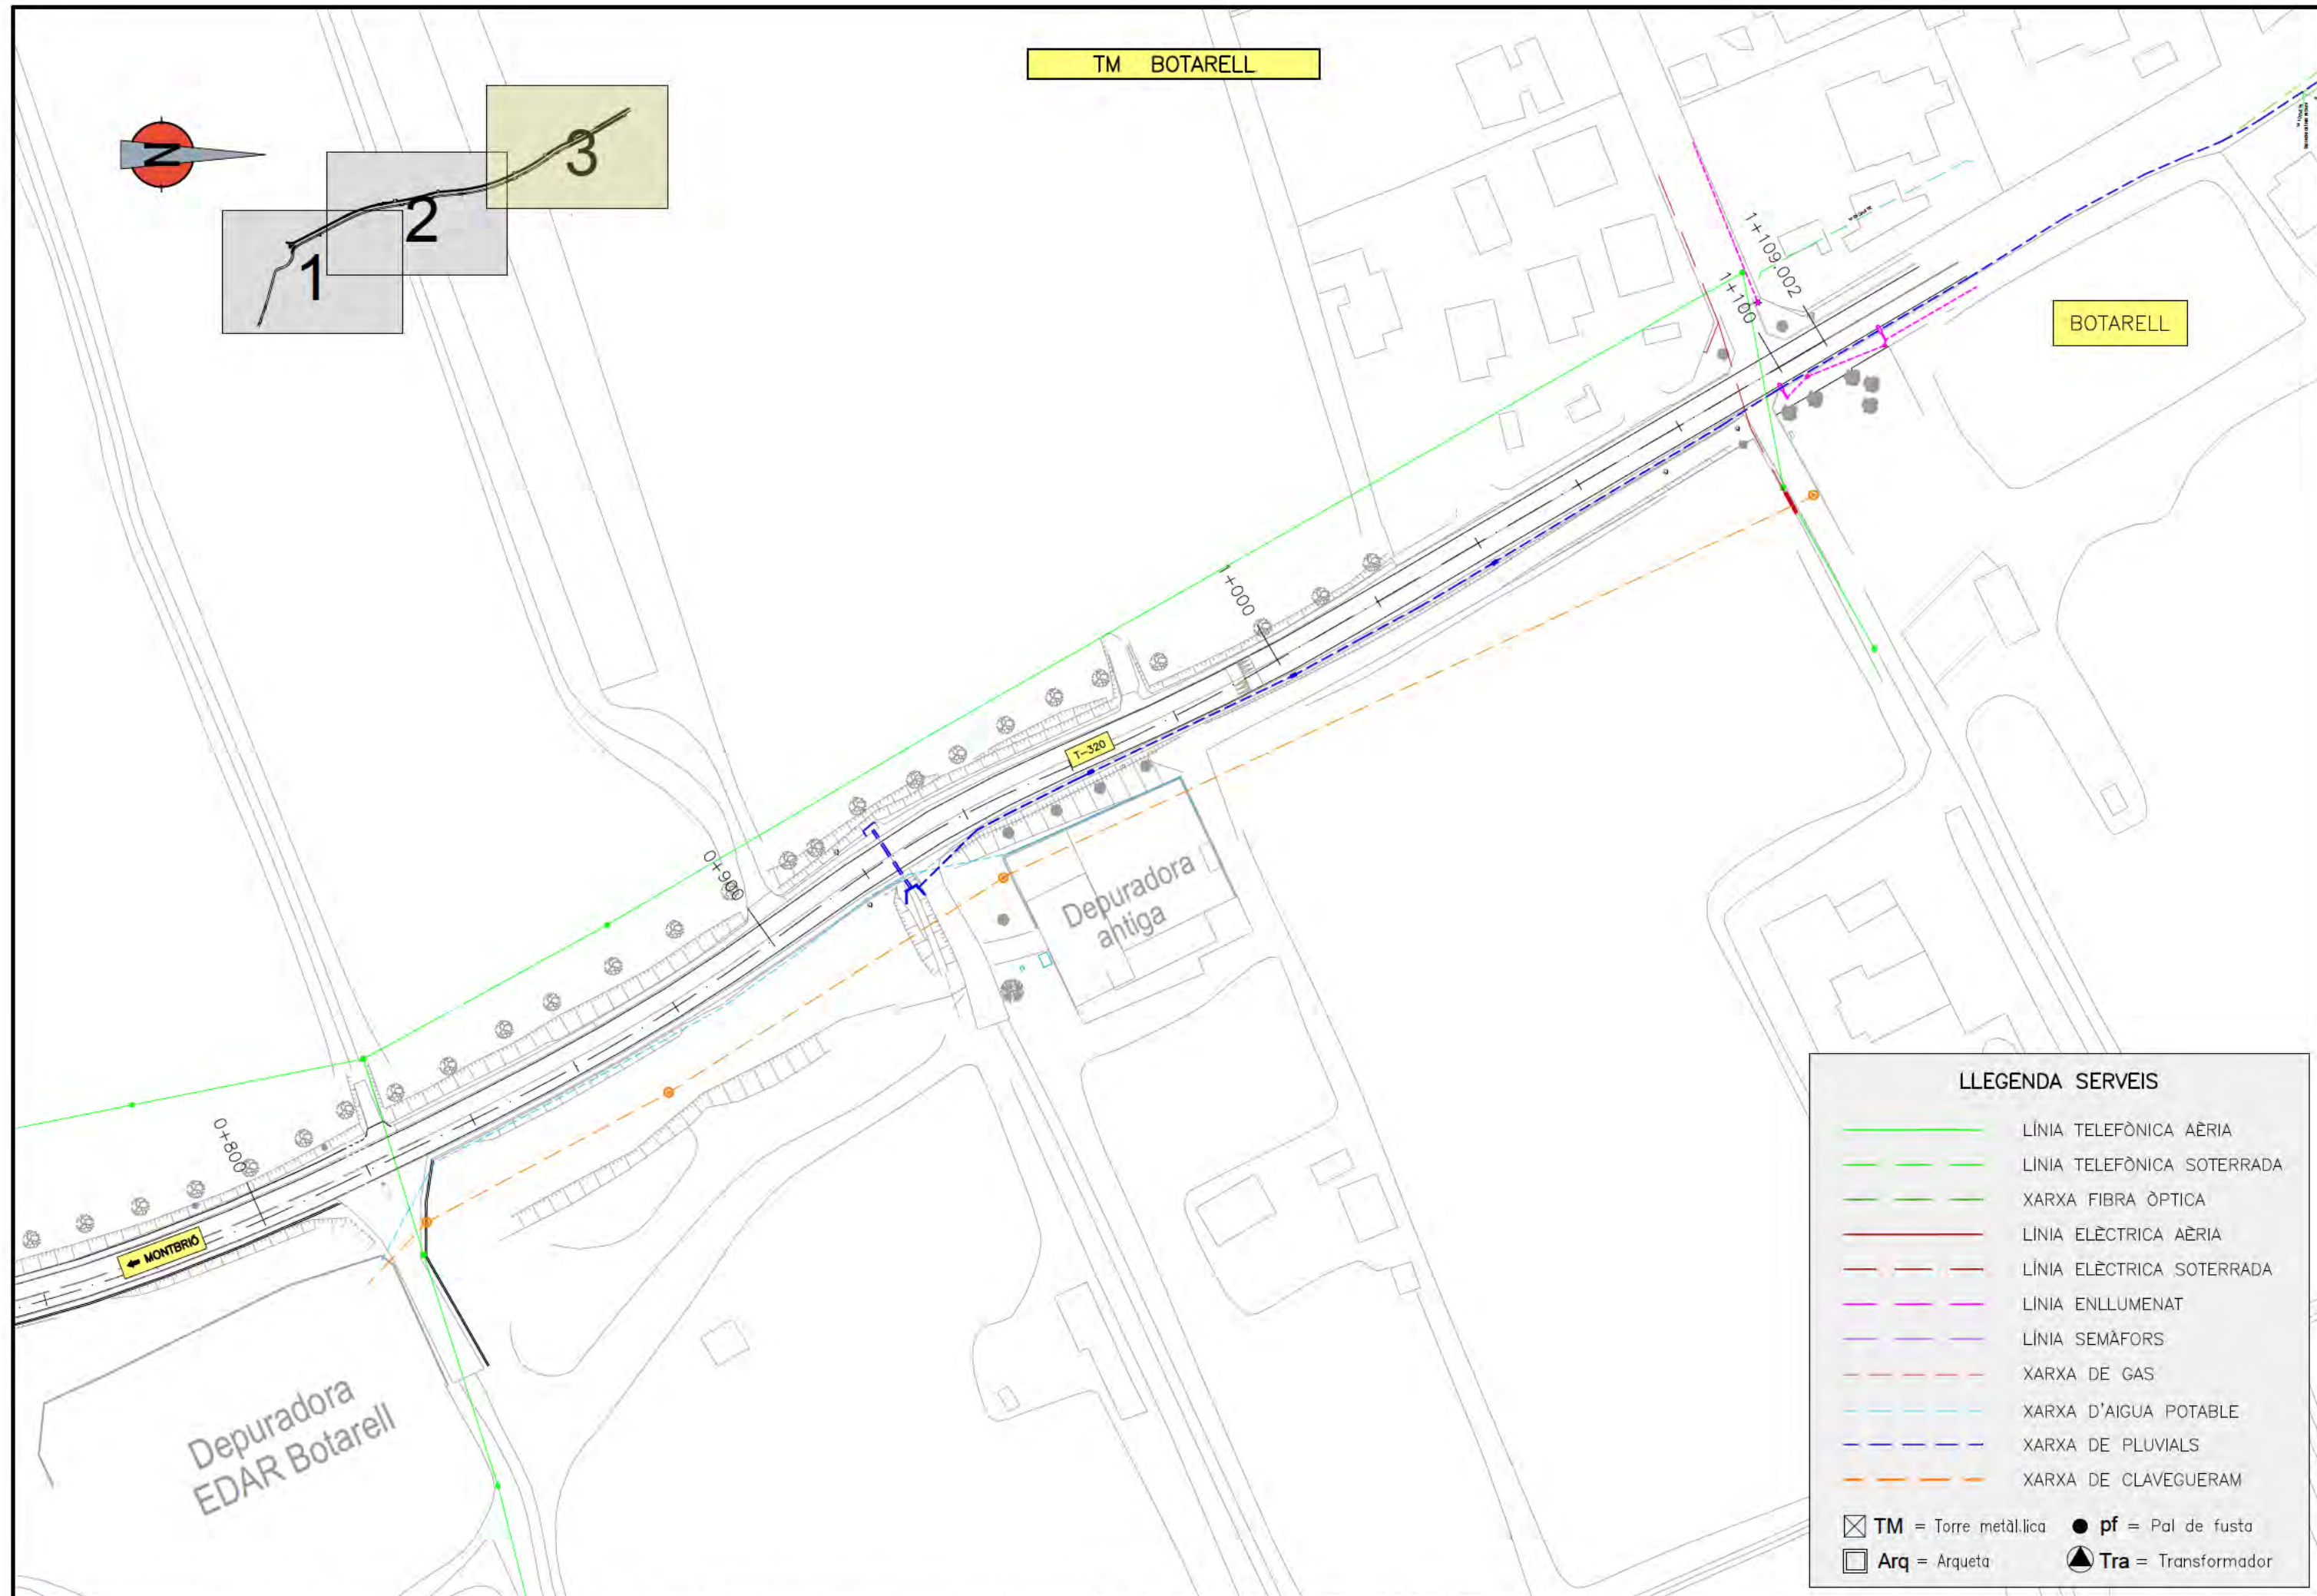 TM BOTARELL
N
1
2
3
1+109.002
1+100
BOTARELL
1+000
T-320
0+900
Depuradora
antiga
0+800
← MONTBRIÓ
Depuradora
EDAR Botarell
LLEGENDA SERVEIS
LÍNIA TELEFÒNICA AÈRIA
LÍNIA TELEFÒNICA SOTERRADA
XARXA FIBRA ÒPTICA
LÍNIA ELÈCTRICA AÈRIA
LÍNIA ELÈCTRICA SOTERRADA
LÍNIA ENLLUMENAT
LÍNIA SEMÀFORS
XARXA DE GAS
XARXA D'AIGUA POTABLE
XARXA DE PLUVIALS
XARXA DE CLAVEGUERAM
TM = Torre metàl.lica
pf = Pal de fusta
Arq = Arqueta
Tra = Transformador